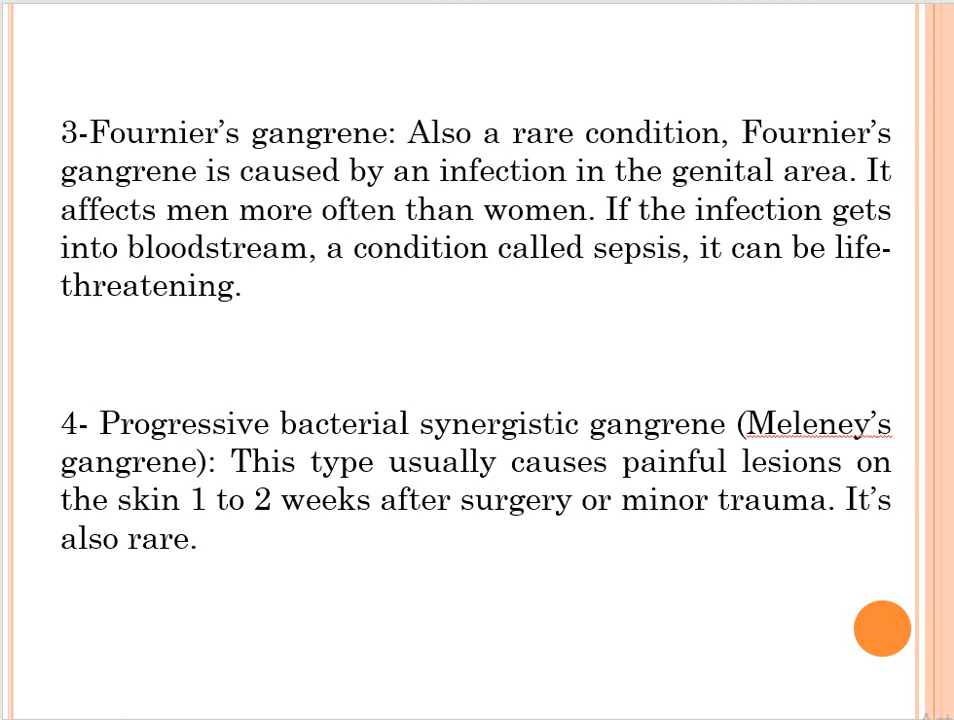 3-Fournier’s gangrene: Also a rare condition, Fournier’s
gangrene is caused by an infection in the genital area. It
affects men more often than women. If the infection gets
into bloodstream, a condition called sepsis, it can be life-
threatening.
4- Progressive bacterial synergistic gangrene (Meleney’s
gangrene): This type usually causes painful lesions on
the skin 1 to 2 weeks after surgery or minor trauma. It’s
also rare.